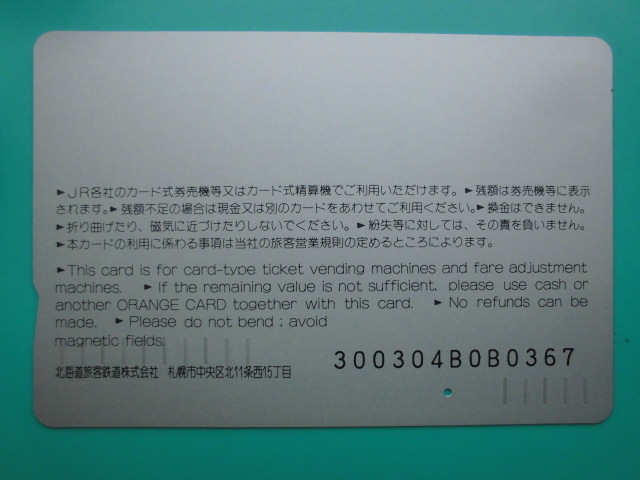 ►JR各社のカード式券売機等又はカード式精算機でご利用いただけます。►残額は券売機等に表示
されます。►残額不足の場合は現金又は別のカードをあわせてご利用ください。►換金はできません。
►折り曲げたり、磁気に近づけたりしないでください。►紛失等に対しては、その責を負いません。
►本カードの利用に係わる事項は当社の旅客営業規則の定めるところによります。
►This card is for card-type ticket vending machines and fare adjustment
machines. ►If the remaining value is not sufficient, please use cash or
another ORANGE CARD together with this card. ►No refunds can be
made. ►Please do not bend ; avoid
magnetic fields.
北海道旅客鉄道株式会社 札幌市中央区北11条西15丁目
300304B0B0367